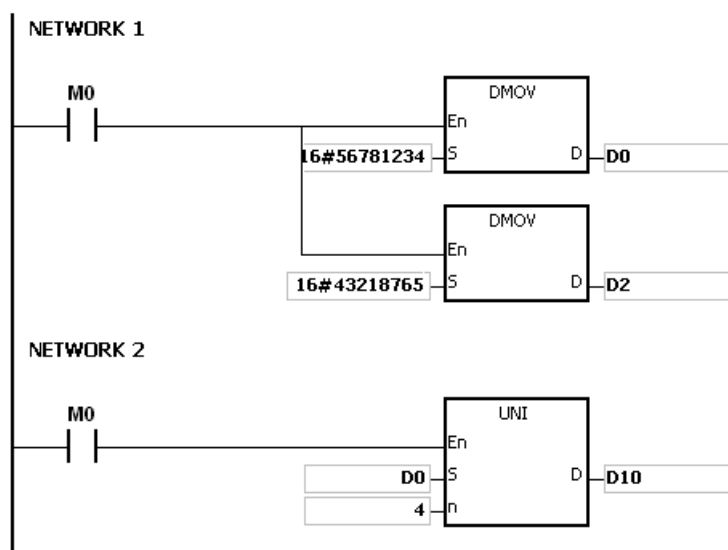 NETWORK 1
M0
DMOV
En
16#56781234 S D D0
DMOV
En
16#43218765 S D D2
NETWORK 2
M0
UNI
En
D0 S D D10
4 n